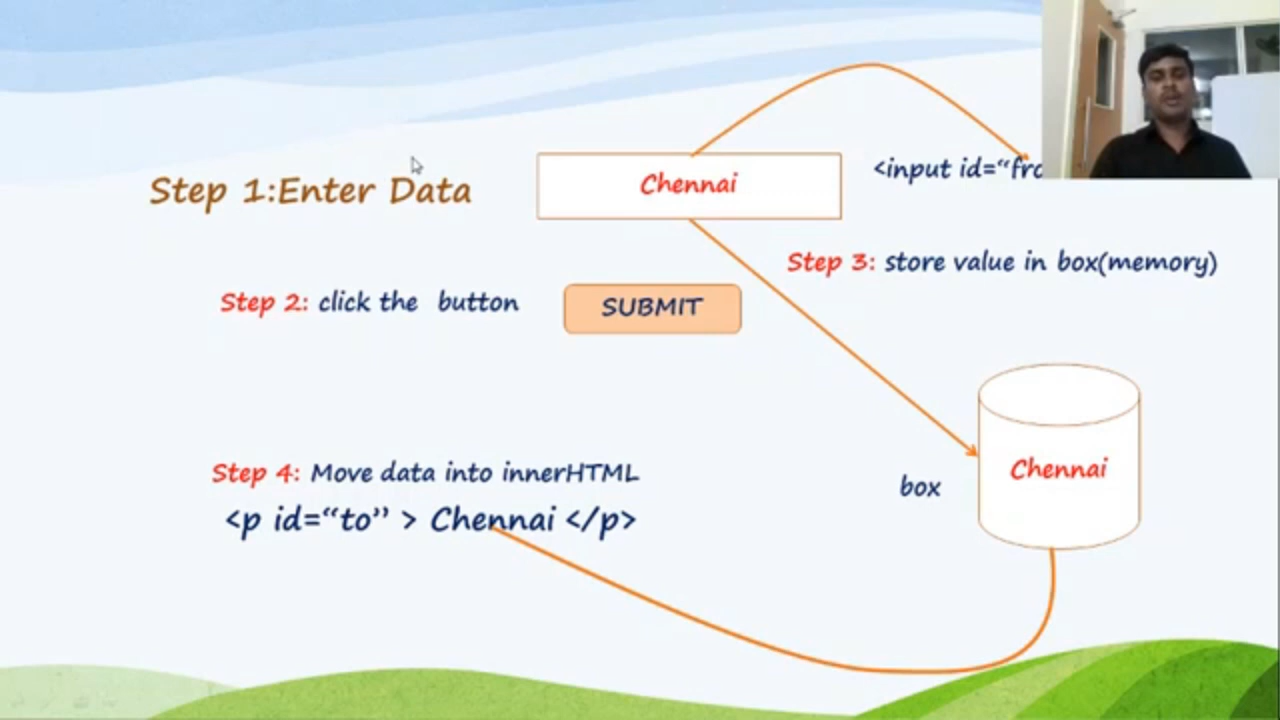 Step 1:Enter Data
Chennai
<input id=“fro
Step 3: store value in box(memory)
Step 2: click the button
SUBMIT
Step 4: Move data into innerHTML
<p id=“to” > Chennai </p>
box
Chennai